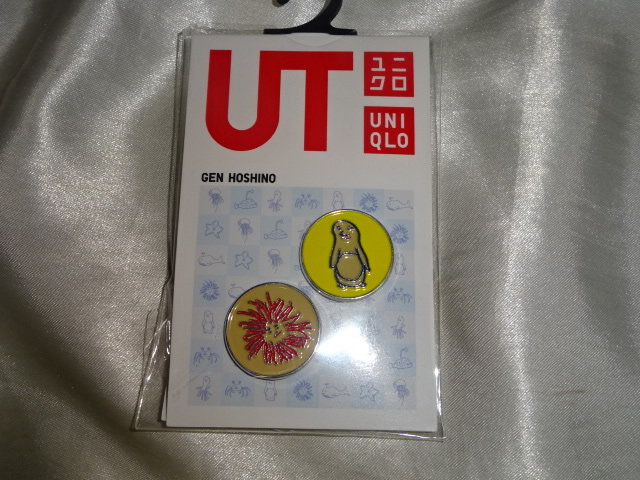 UT
ユニ
クロ
UNI
QLO
GEN HOSHINO